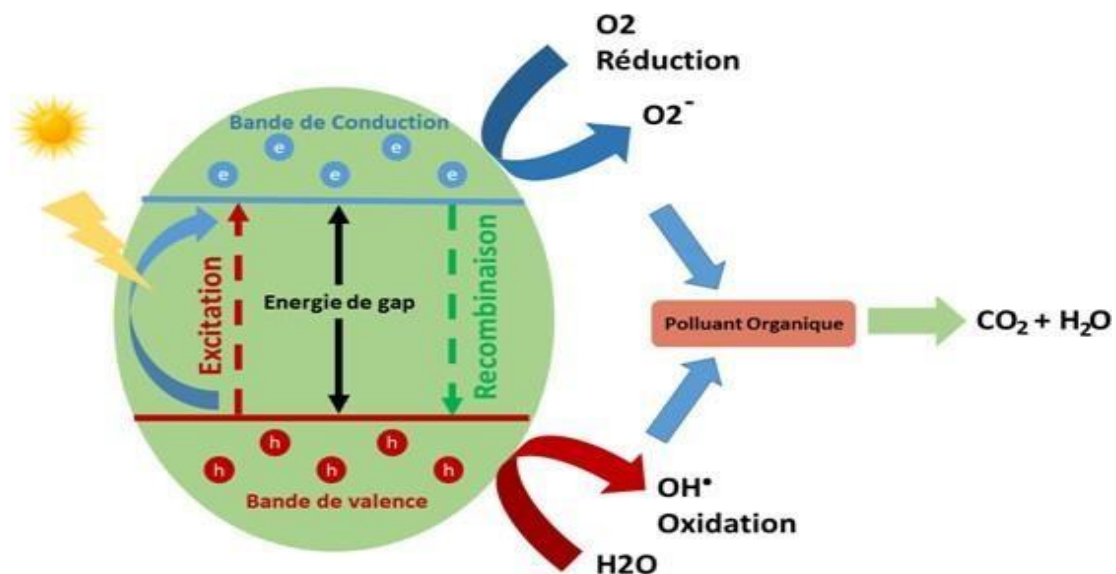 O2
Réduction
O2⁻
Bande de Conduction
e e e e e
Excitation
Energie de gap
Recombinaison
Polluant Organique
CO₂ + H₂O
h h h h h
Bande de valence
OH•
Oxidation
H2O